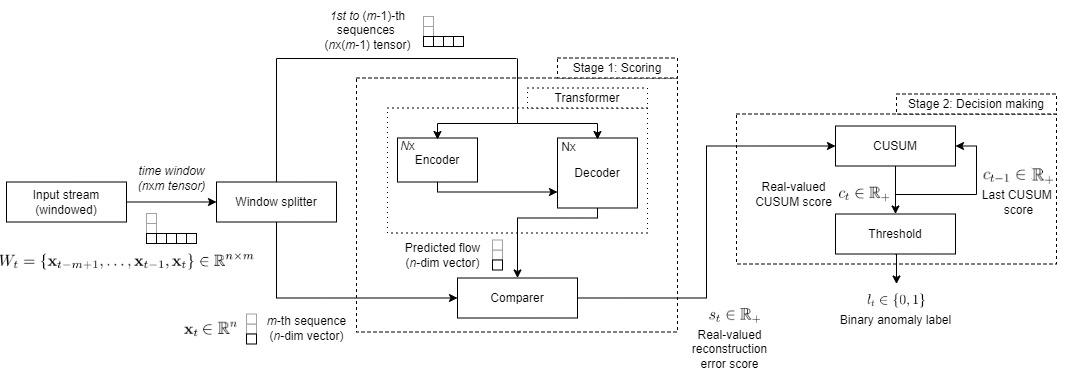 1st to (m-1)-th
sequences
(nx(m-1) tensor)
Stage 1: Scoring
Transformer
Stage 2: Decision making
Nx
Encoder
Nx
Decoder
CUSUM
time window
(nxm tensor)
Input stream
(windowed)
Window splitter
Real-valued
CUSUM score
c_t ∈ ℝ_+
c_{t−1} ∈ ℝ_+
Last CUSUM
score
Threshold
W_t = {𝐱_{t−m+1}, . . . , 𝐱_{t−1}, 𝐱_t} ∈ ℝ^{n×m}
Predicted flow
(n-dim vector)
Comparer
l_t ∈ {0, 1}
Binary anomaly label
𝐱_t ∈ ℝ^n
m-th sequence
(n-dim vector)
s_t ∈ ℝ_+
Real-valued
reconstruction
error score